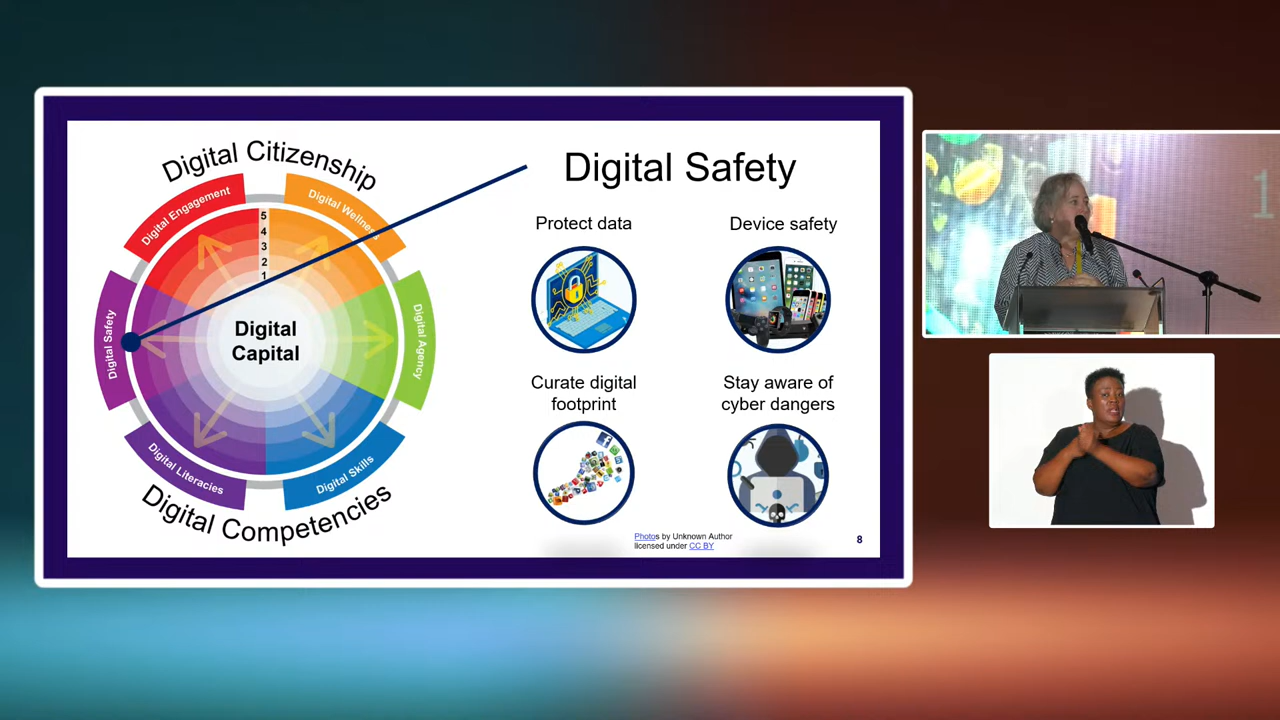 Digital Citizenship
Digital Engagement
Digital Wellness
Digital Safety
Digital Agency
Digital Literacies
Digital Skills
5
4
3
2
1
Digital
Capital
Digital Competencies
Digital Safety
Protect data
Device safety
Curate digital
footprint
Stay aware of
cyber dangers
Photos by Unknown Author
licensed under CC BY
8
1